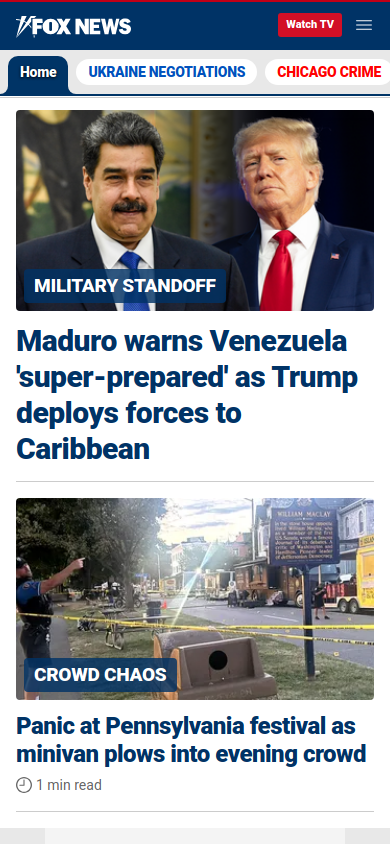 FOX NEWS
Watch TV
Home
UKRAINE NEGOTIATIONS
CHICAGO CRIME
MILITARY STANDOFF
Maduro warns Venezuela
'super-prepared' as Trump
deploys forces to
Caribbean
WILLIAM MACLAY
CROWD CHAOS
Panic at Pennsylvania festival as
minivan plows into evening crowd
1 min read